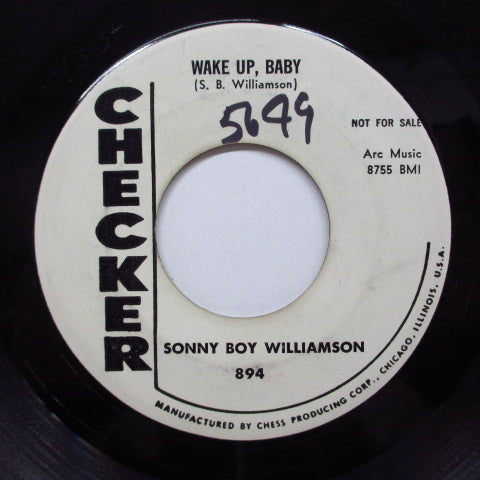 WAKE UP, BABY
(S. B. Williamson)
5649
NOT FOR SALE
Arc Music
8755 BMI
CHECKER
SONNY BOY WILLIAMSON
894
MANUFACTURED BY CHESS PRODUCING CORP., CHICAGO, ILLINOIS, U.S.A.